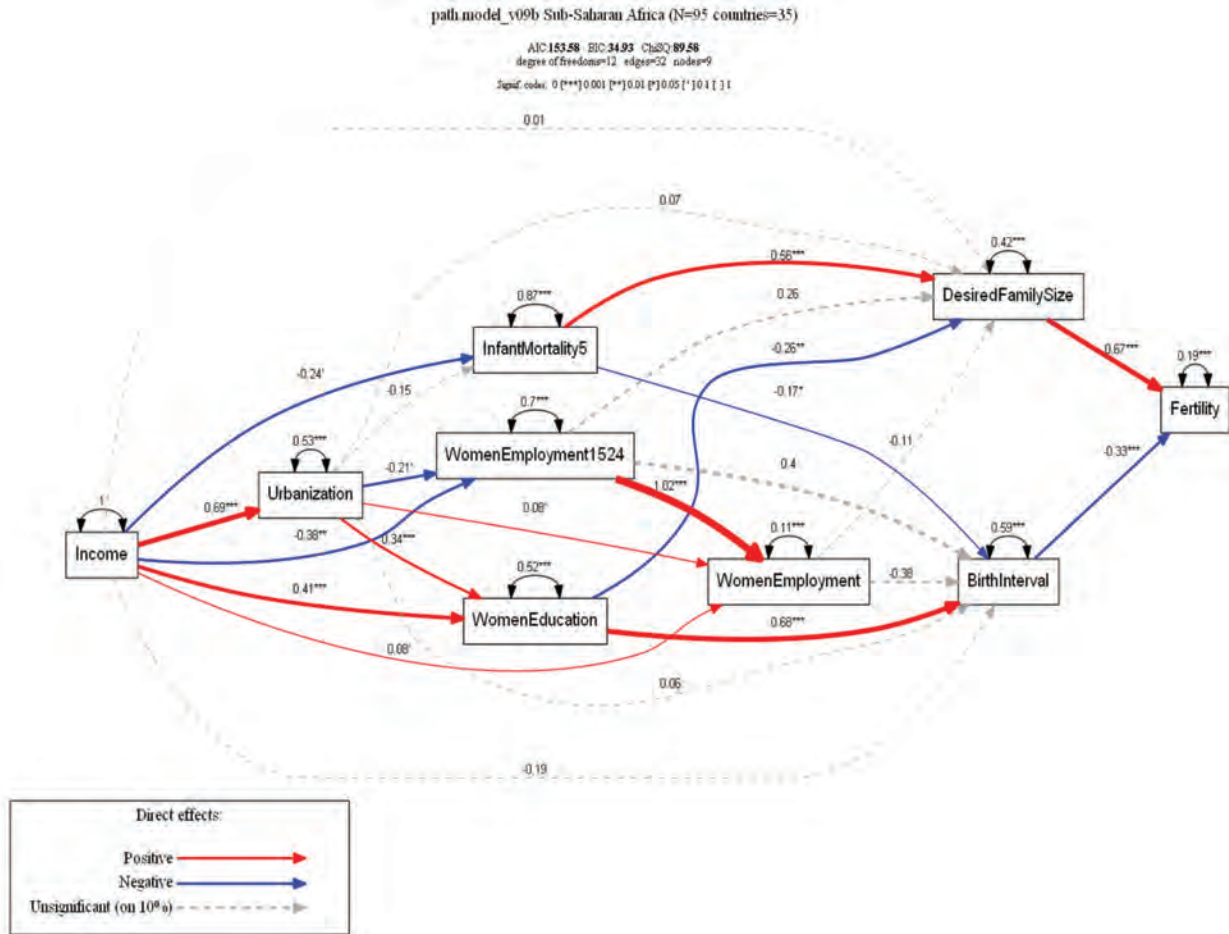 path.model_v09b Sub-Saharan Africa (N=95 countries=35)
AIC:153.58 BIC:34.93 ChiSQ:89.58
degree of freedoms=12 edges=32 nodes=9
Signif. codes: 0 [***] 0.001 [**] 0.01 [*] 0.05 ['] 0.1 [ ] 1
0.01
0.07
0.42***
0.56***
DesiredFamilySize
0.87***
0.26
InfantMortality5
-0.26**
0.67***
0.19***
-0.24'
-0.15
-0.17*
Fertility
0.7***
WomenEmployment1524
-0.11
-0.33***
0.53***
-0.21'
0.4
Urbanization
1.02***
1'
0.69***
0.08'
0.11***
0.59***
Income
-0.38**
-0.34***
WomenEmployment
-0.38
BirthInterval
0.52***
0.41***
WomenEducation
0.68***
0.08'
0.06
-0.19
Direct effects:
Positive
Negative
Unsignificant (on 10%)